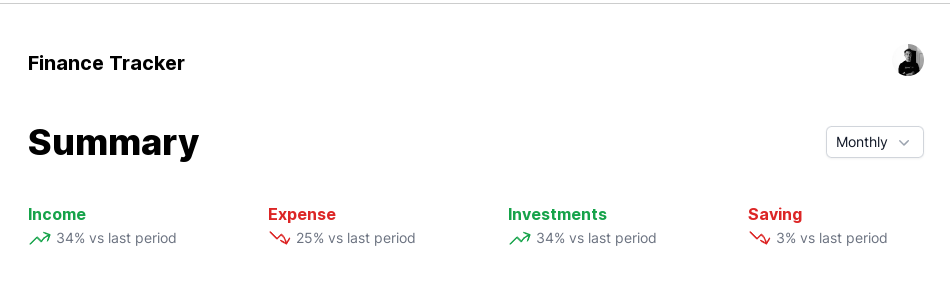 Finance Tracker
Summary
Monthly
Income
34% vs last period
Expense
25% vs last period
Investments
34% vs last period
Saving
3% vs last period